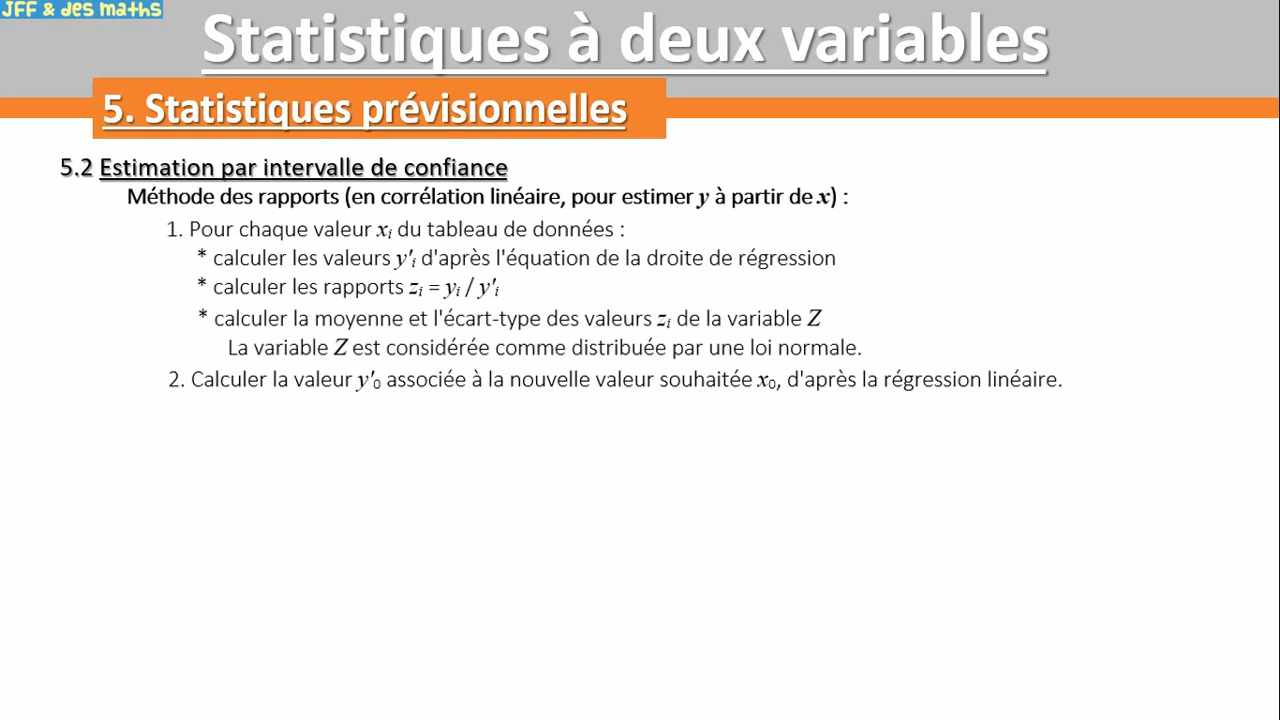 JFF & des maths
Statistiques à deux variables
5. Statistiques prévisionnelles
5.2 Estimation par intervalle de confiance
Méthode des rapports (en corrélation linéaire, pour estimer y à partir de x) :
1. Pour chaque valeur xi du tableau de données :
* calculer les valeurs y'i d'après l'équation de la droite de régression
* calculer les rapports zi = yi / y'i
* calculer la moyenne et l'écart-type des valeurs zi de la variable Z
La variable Z est considérée comme distribuée par une loi normale.
2. Calculer la valeur y'0 associée à la nouvelle valeur souhaitée x0, d'après la régression linéaire.